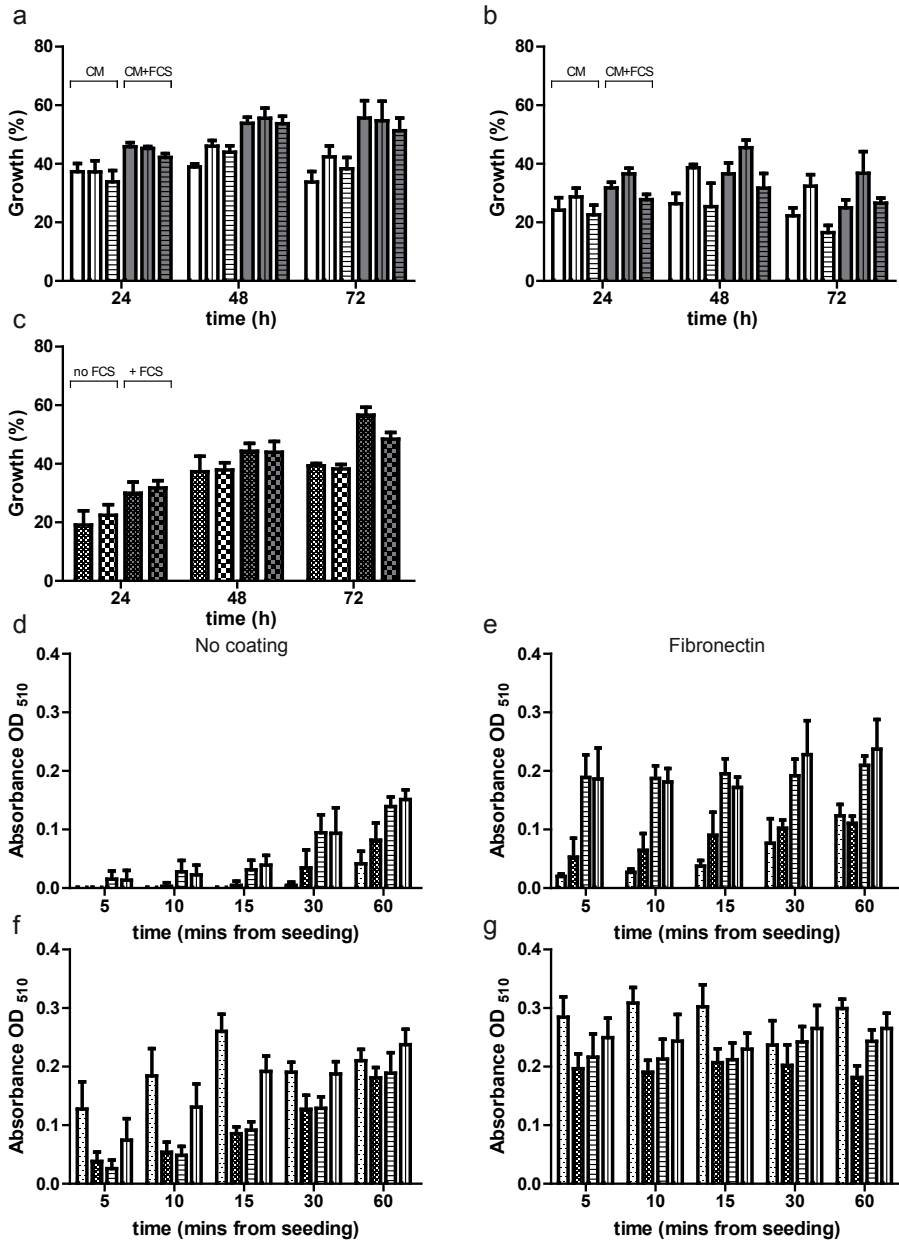 a
80
60
40
20
0
Growth (%)
CM CM+FCS
24 48 72
time (h)
b
80
60
40
20
0
Growth (%)
CM CM+FCS
24 48 72
time (h)
c
80
60
40
20
0
Growth (%)
no FCS + FCS
24 48 72
time (h)
d
No coating
0.4
0.3
0.2
0.1
0.0
Absorbance OD 510
5 10 15 30 60
time (mins from seeding)
e
Fibronectin
0.4
0.3
0.2
0.1
0.0
Absorbance OD 510
5 10 15 30 60
time (mins from seeding)
f
0.4
0.3
0.2
0.1
0.0
Absorbance OD 510
5 10 15 30 60
time (mins from seeding)
g
0.4
0.3
0.2
0.1
0.0
Absorbance OD 510
5 10 15 30 60
time (mins from seeding)